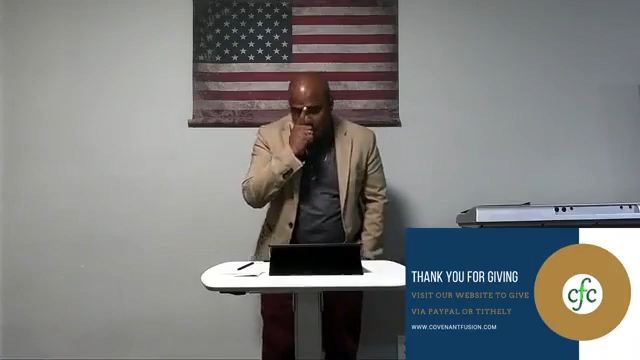 THANK YOU FOR GIVING
VISIT OUR WEBSITE TO GIVE
VIA PAYPAL OR TITHELY
WWW.COVENANTFUSION.COM
cfc